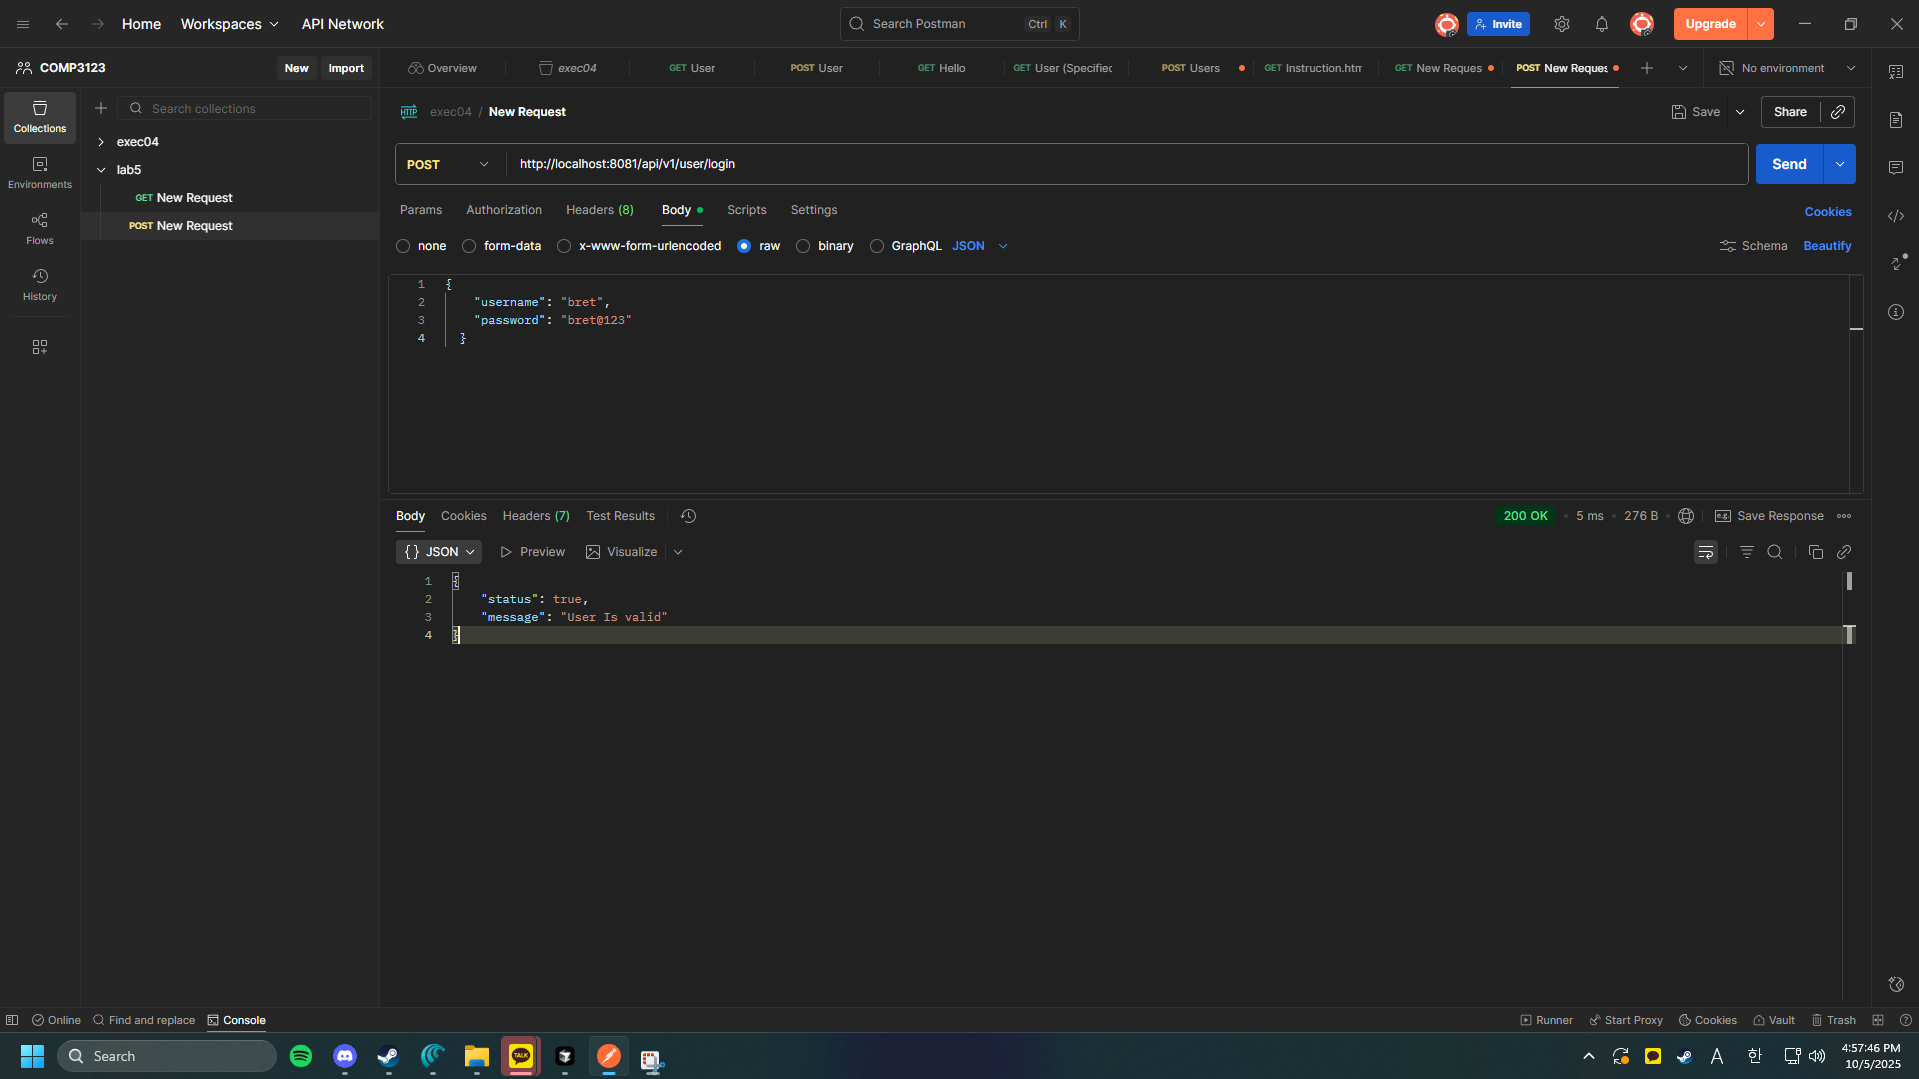 Home Workspaces API Network Search Postman Ctrl K Invite Upgrade
COMP3123 New Import Overview exec04 GET User POST User GET Hello GET User (Specified POST Users GET Instruction.htm GET New Reques POST New Reques No environment
Collections
Environments
Flows
History
Search collections
exec04
lab5
GET New Request
POST New Request
HTTP exec04 / New Request Save Share
POST http://localhost:8081/api/v1/user/login Send
Params Authorization Headers (8) Body Scripts Settings Cookies
none form-data x-www-form-urlencoded raw binary GraphQL JSON Schema Beautify
1 {
2 "username": "bret",
3 "password": "bret@123"
4 }
Body Cookies Headers (7) Test Results 200 OK 5 ms 276 B e.g. Save Response
{} JSON Preview Visualize
1 {
2 "status": true,
3 "message": "User Is valid"
4 }
Online Find and replace Console Runner Start Proxy Cookies Vault Trash
Search TALK A 한 4:57:46 PM
10/5/2025